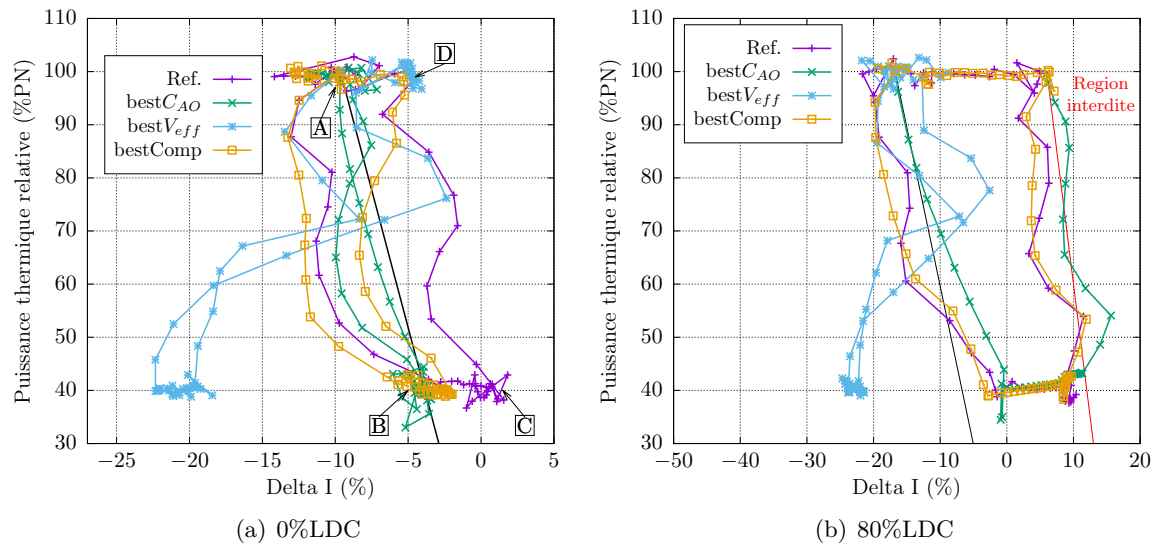 Puissance thermique relative (%PN)
110
100
90
80
70
60
50
40
30
Ref.
bestC_AO
bestV_eff
bestComp
A
B
C
D
−25
−20
−15
−10
−5
0
5
Delta I (%)
(a) 0%LDC
Puissance thermique relative (%PN)
110
100
90
80
70
60
50
40
30
Ref.
bestC_AO
bestV_eff
bestComp
Region
interdite
−50
−40
−30
−20
−10
0
10
20
Delta I (%)
(b) 80%LDC